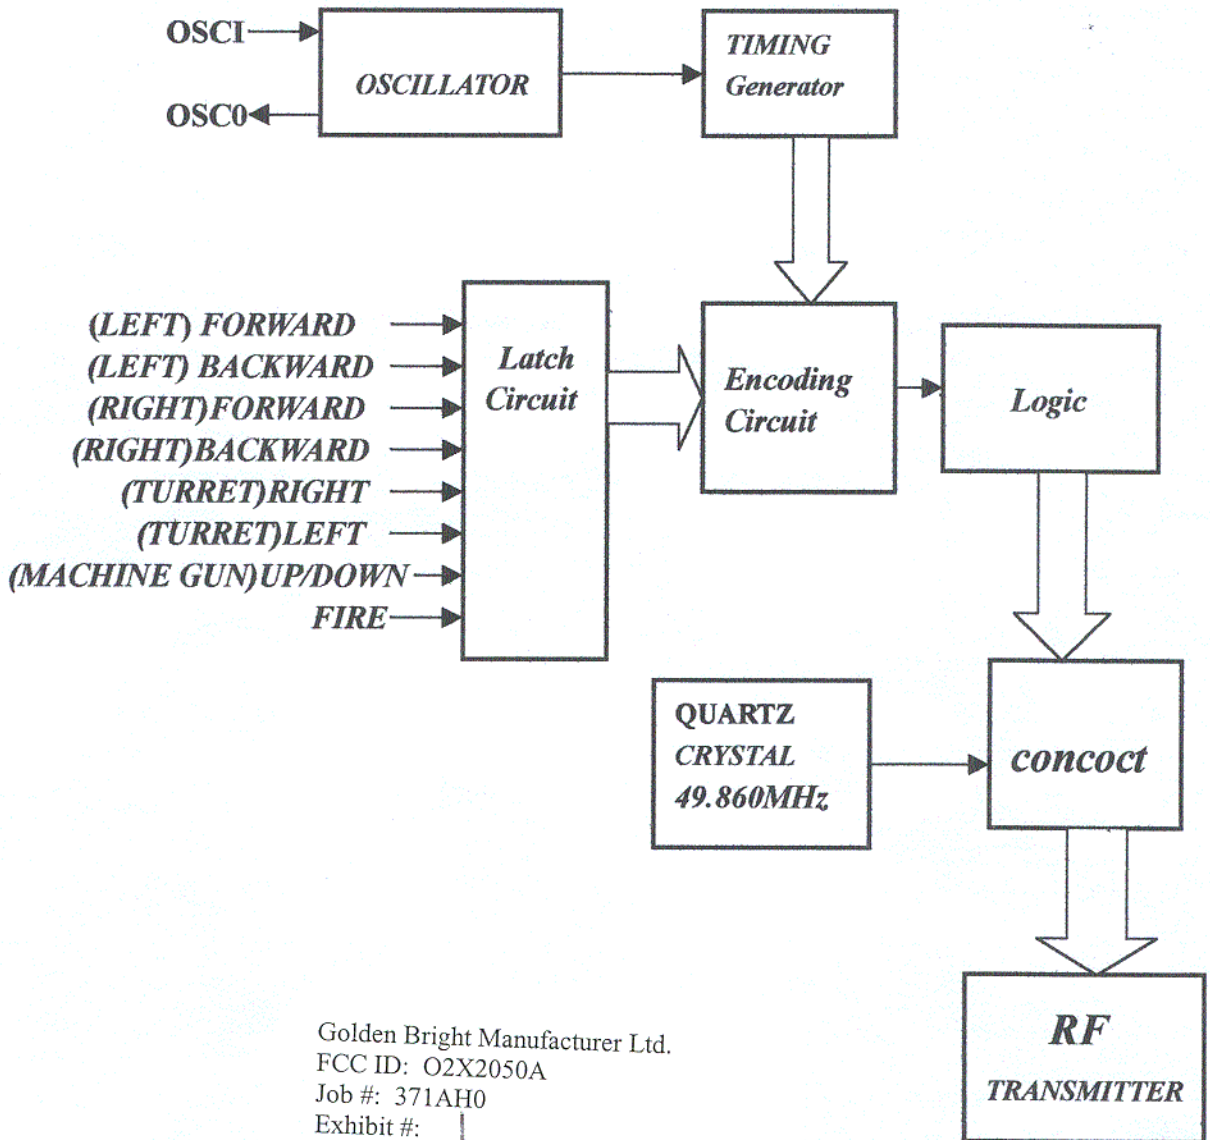 OSCI
OSC0
OSCILLATOR
TIMING
Generator
(LEFT) FORWARD
(LEFT) BACKWARD
(RIGHT)FORWARD
(RIGHT)BACKWARD
(TURRET)RIGHT
(TURRET)LEFT
(MACHINE GUN)UP/DOWN
FIRE
Latch
Circuit
Encoding
Circuit
Logic
QUARTZ
CRYSTAL
49.860MHz
concoct
RF
TRANSMITTER
Golden Bright Manufacturer Ltd.
FCC ID: O2X2050A
Job #: 371AH0
Exhibit #: